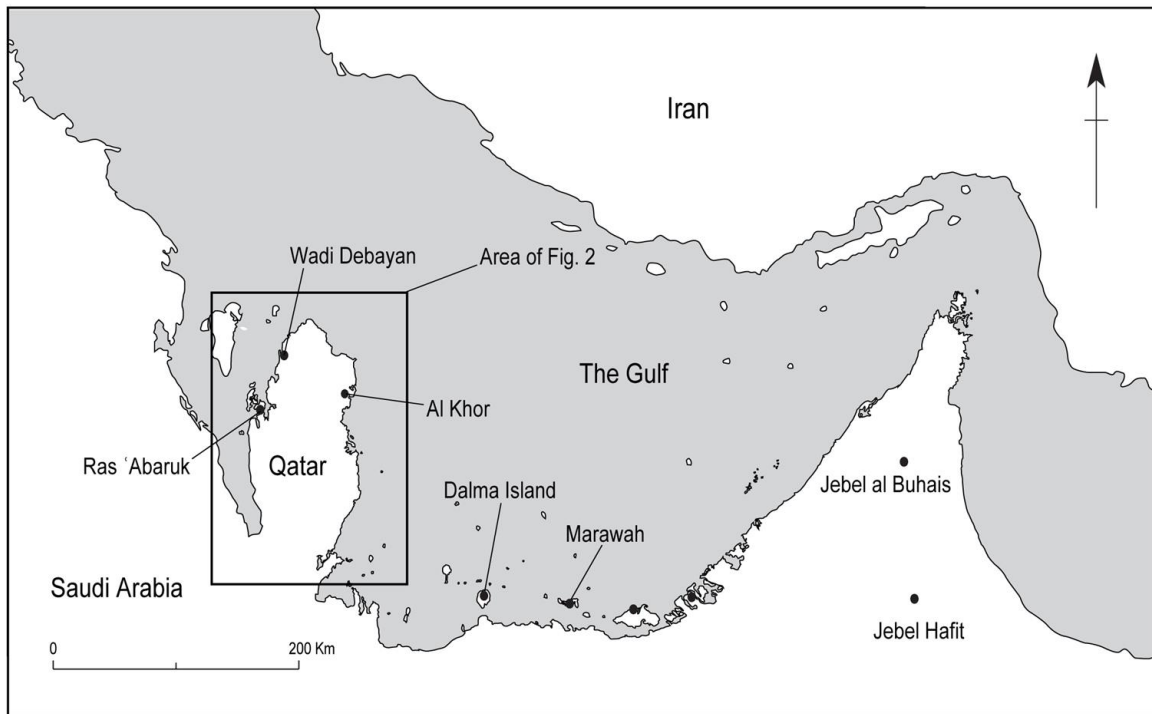 Iran
Wadi Debayan
Area of Fig. 2
The Gulf
Al Khor
Ras ʿAbaruk
Qatar
Dalma Island
Jebel al Buhais
Marawah
Saudi Arabia
Jebel Hafit
0 200 Km